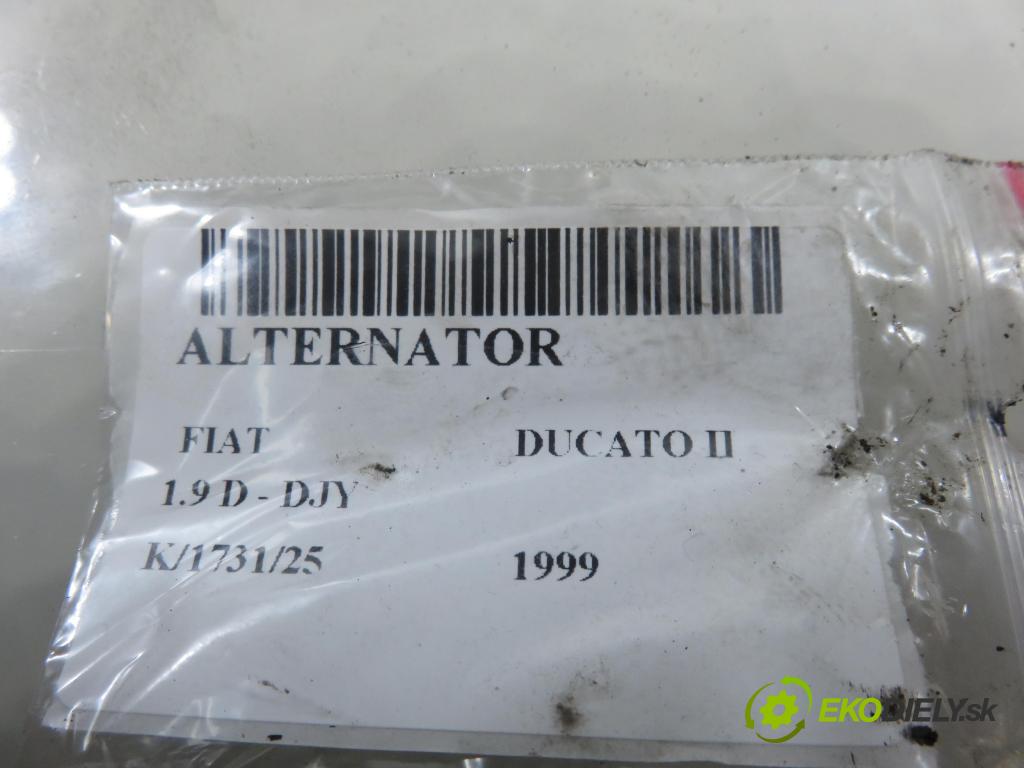 ALTERNATOR
FIAT DUCATO II
1.9 D - DJY
K/1731/25 1999
EKODIELY.sk